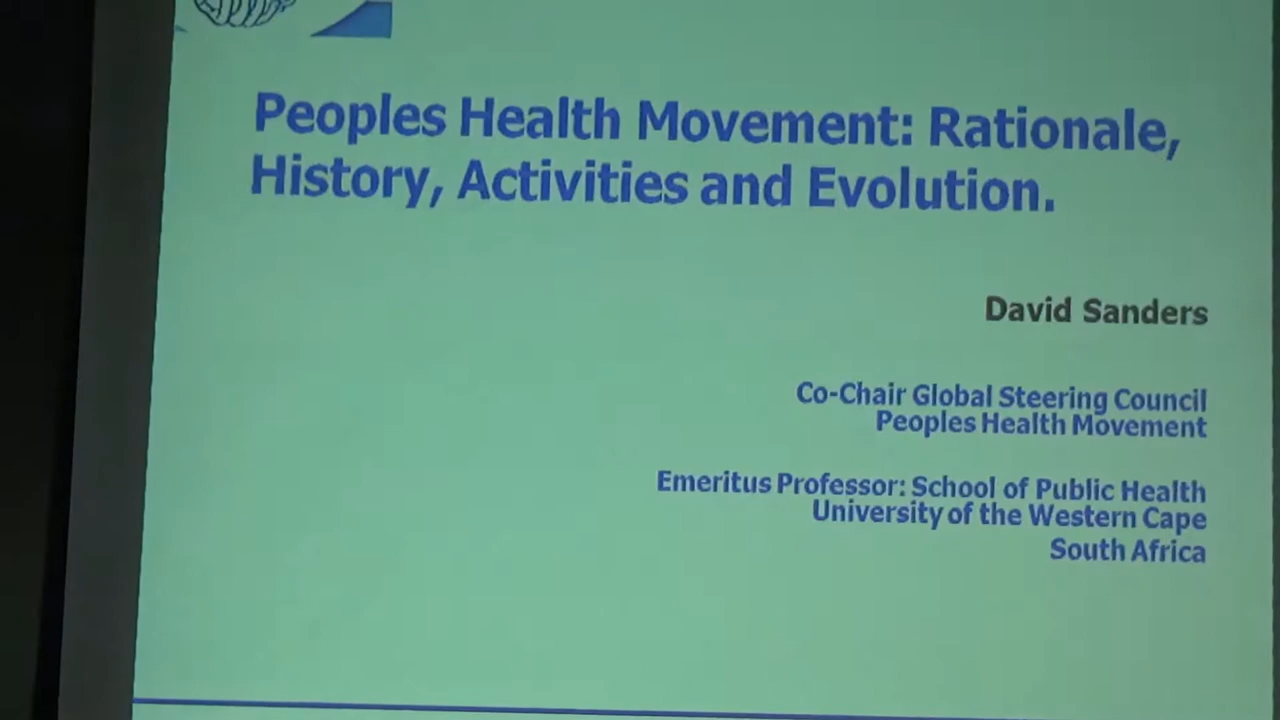 Peoples Health Movement: Rationale,
History, Activities and Evolution.
David Sanders
Co-Chair Global Steering Council
Peoples Health Movement
Emeritus Professor: School of Public Health
University of the Western Cape
South Africa